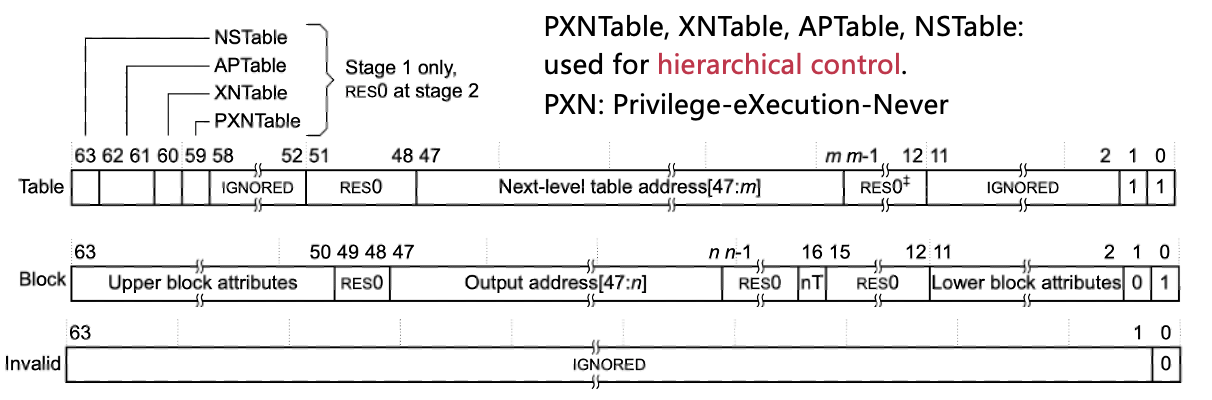 NSTable
APTable
XNTable
PXNTable
Stage 1 only,
RES0 at stage 2
PXNTable, XNTable, APTable, NSTable:
used for hierarchical control.
PXN: Privilege-eXecution-Never
63 62 61 60 59 58 52 51 48 47 m m-1 12 11 2 1 0
Table IGNORED RES0 Next-level table address[47:m] RES0‡ IGNORED 1 1
63 50 49 48 47 n n-1 16 15 12 11 2 1 0
Block Upper block attributes RES0 Output address[47:n] RES0 nT RES0 Lower block attributes 0 1
63 1 0
Invalid IGNORED 0